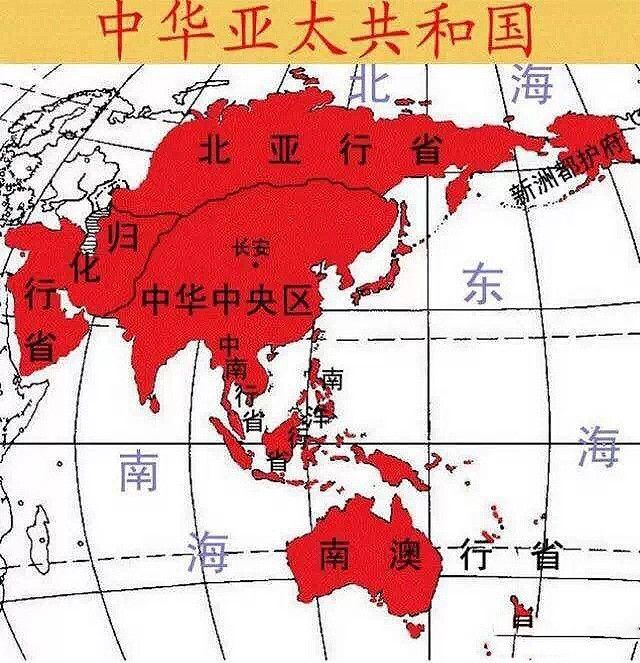 中华亚太共和国
北海
北亚行省
新洲都护府
归化行省
长安
东海
中华中央区
中南行省
南洋行省
南海
南澳行省